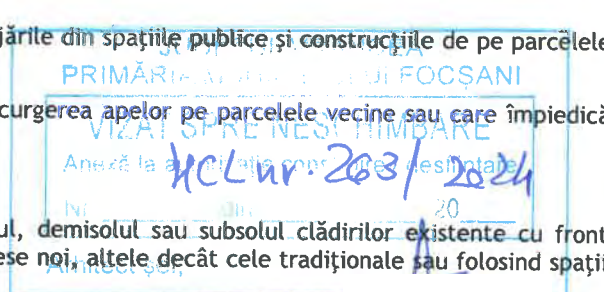 jările din spațiile publice și construcțiile de pe parcelele
PRIMĂRIA FOCȘANI
curgerea apelor pe parcelele vecine sau care împiedică
VIZAT SPRE NESCHIMBARE
Anexă la
HCL nr. 263/2024
20
ul, demisolul sau subsolul clădirilor existente cu front
ese noi, altele decât cele tradiționale sau folosind spații
Arhitect șef,